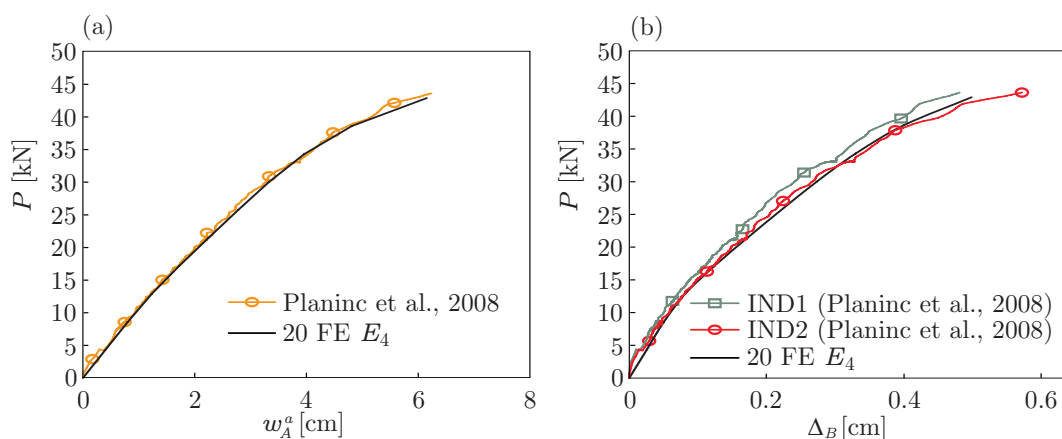 (a)
50
45
40
35
30
25
20
15
10
5
0
P [kN]
0 2 4 6 8
w_A^a [cm]
Planinc et al., 2008
20 FE E_4
(b)
50
45
40
35
30
25
20
15
10
5
0
P [kN]
0 0.2 0.4 0.6
Δ_B [cm]
IND1 (Planinc et al., 2008)
IND2 (Planinc et al., 2008)
20 FE E_4